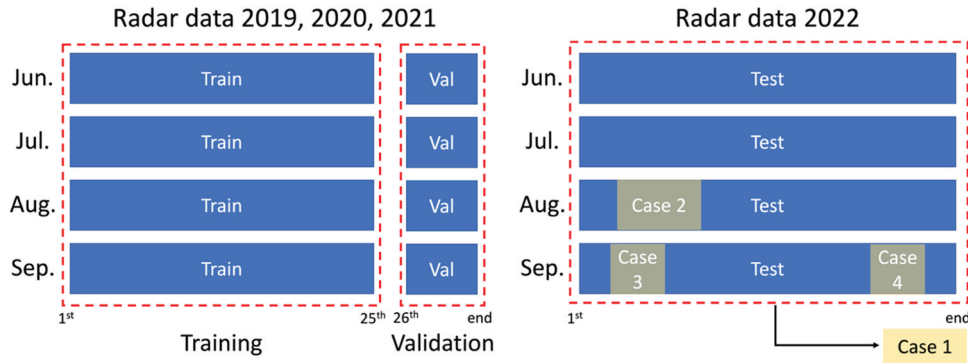 Radar data 2019, 2020, 2021
Radar data 2022
Jun.
Train
Val
Jun.
Test
Jul.
Train
Val
Jul.
Test
Aug.
Train
Val
Aug.
Case 2
Test
Sep.
Train
Val
Sep.
Case
3
Test
Case
4
1st
25th
26th
end
1st
end
Training
Validation
Case 1